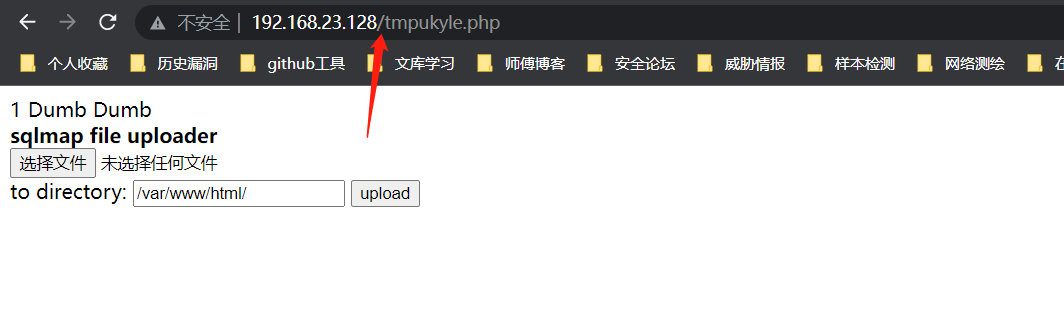 不安全 192.168.23.128/tmpukyle.php
个人收藏 历史漏洞 github工具 文库学习 师傅博客 安全论坛 威胁情报 样本检测 网络测绘 在
1 Dumb Dumb
sqlmap file uploader
选择文件 未选择任何文件
to directory: /var/www/html/ upload